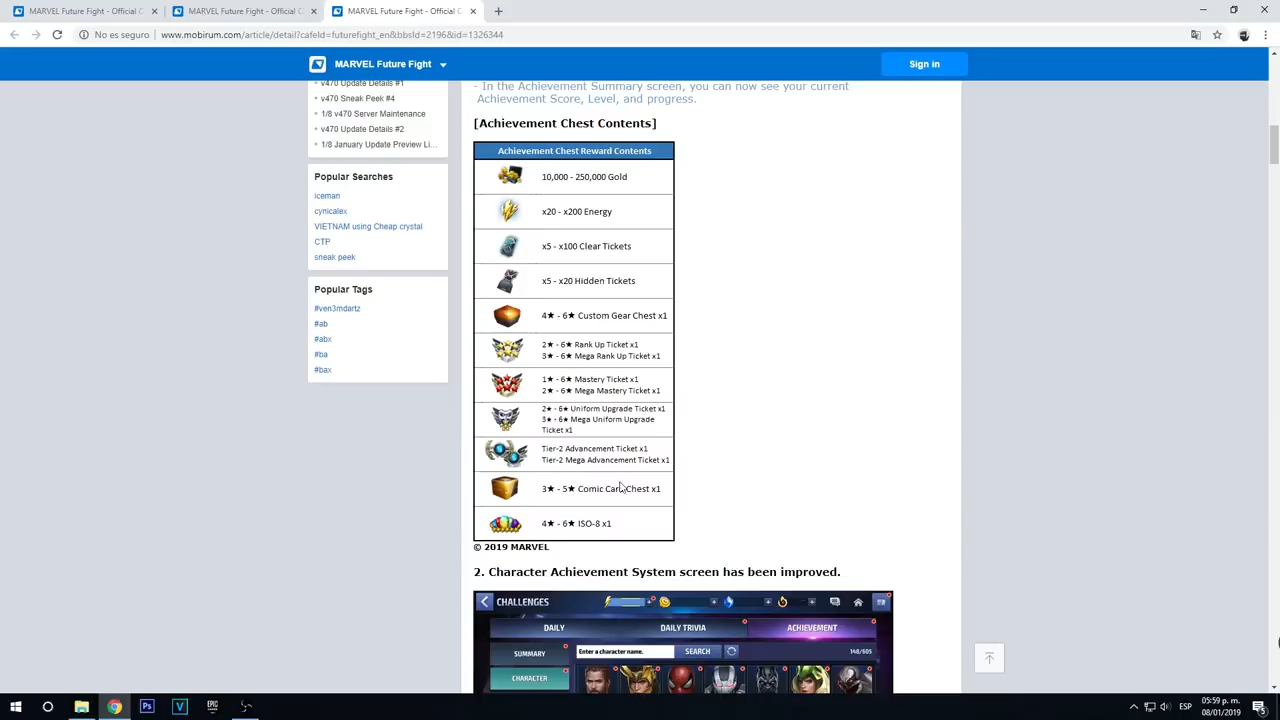 MARVEL Future Fight - Official C
MARVEL Future Fight - Official C
MARVEL Future Fight - Official C
No es seguro
www.mobirum.com/article/detail?cafeId=futurefight_en&bbsId=2196&id=1326344
MARVEL Future Fight
Sign in
v470 Update Details #1
v470 Sneak Peek #4
1/8 v470 Server Maintenance
v470 Update Details #2
1/8 January Update Preview Li...
Popular Searches
iceman
cynicalex
VIETNAM using Cheap crystal
CTP
sneak peek
Popular Tags
#ven3mdartz
#ab
#abx
#ba
#bax
- In the Achievement Summary screen, you can now see your current
Achievement Score, Level, and progress.
[Achievement Chest Contents]
Achievement Chest Reward Contents
10,000 - 250,000 Gold
x20 - x200 Energy
x5 - x100 Clear Tickets
x5 - x20 Hidden Tickets
4★ - 6★ Custom Gear Chest x1
2★ - 6★ Rank Up Ticket x1
3★ - 6★ Mega Rank Up Ticket x1
1★ - 6★ Mastery Ticket x1
2★ - 6★ Mega Mastery Ticket x1
2★ - 6★ Uniform Upgrade Ticket x1
3★ - 6★ Mega Uniform Upgrade
Ticket x1
Tier-2 Advancement Ticket x1
Tier-2 Mega Advancement Ticket x1
3★ - 5★ Comic Card Chest x1
4★ - 6★ ISO-8 x1
© 2019 MARVEL
2. Character Achievement System screen has been improved.
CHALLENGES
DAILY
DAILY TRIVIA
ACHIEVEMENT
SUMMARY
Enter a character name.
SEARCH
148/605
CHARACTER
Ps
V
EPIC
GAMES
ESP
05:59 p. m.
08/01/2019
5